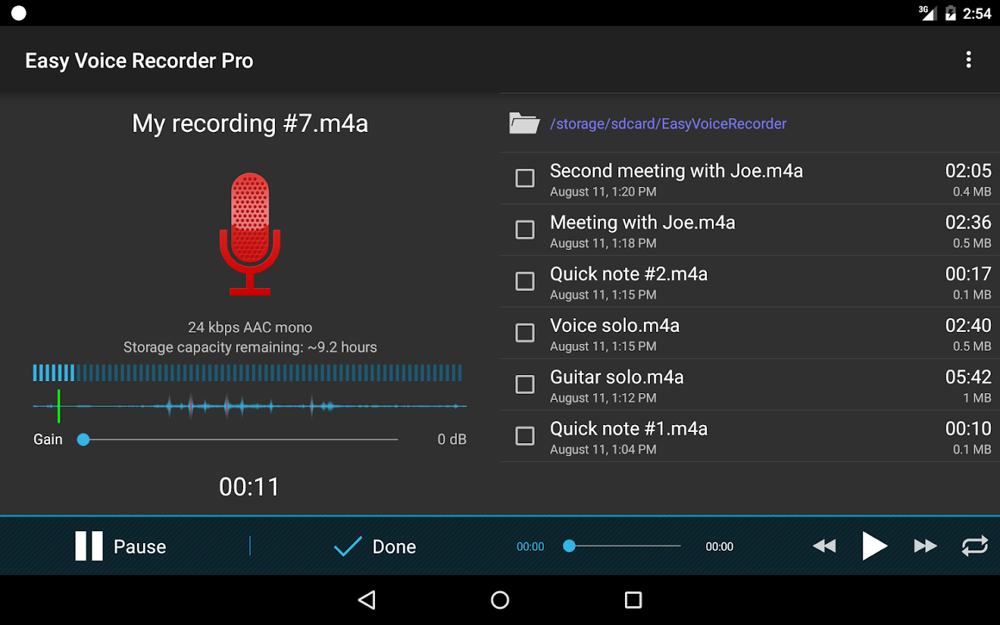 3G 2:54
Easy Voice Recorder Pro
My recording #7.m4a
24 kbps AAC mono
Storage capacity remaining: ~9.2 hours
Gain 0 dB
00:11
/storage/sdcard/EasyVoiceRecorder
Second meeting with Joe.m4a 02:05
August 11, 1:20 PM 0.4 MB
Meeting with Joe.m4a 02:36
August 11, 1:18 PM 0.5 MB
Quick note #2.m4a 00:17
August 11, 1:15 PM 0.1 MB
Voice solo.m4a 02:40
August 11, 1:15 PM 0.5 MB
Guitar solo.m4a 05:42
August 11, 1:12 PM 1 MB
Quick note #1.m4a 00:10
August 11, 1:04 PM 0.1 MB
Pause Done 00:00 00:00